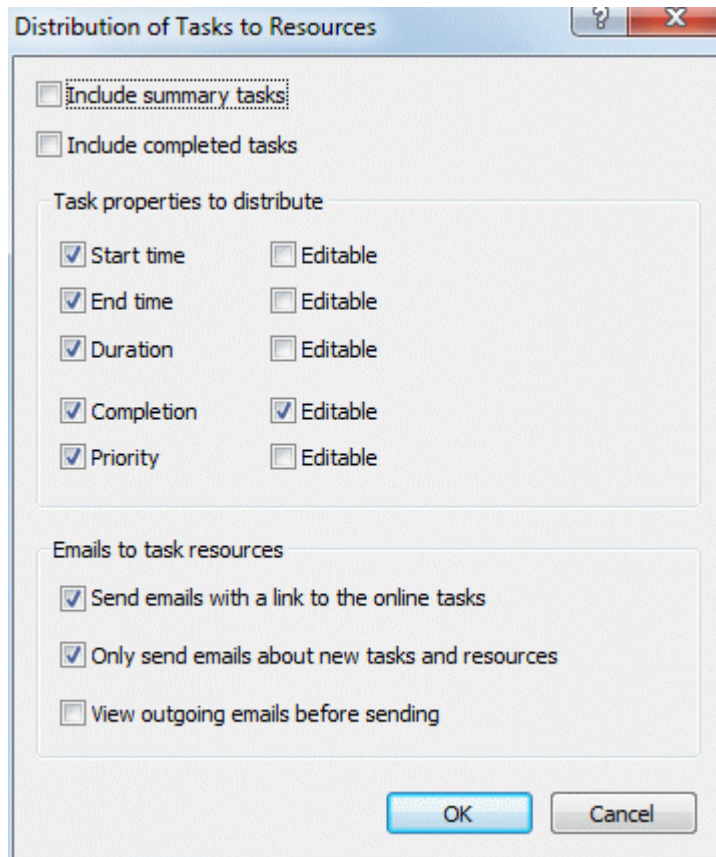 Distribution of Tasks to Resources
?
X
Include summary tasks
Include completed tasks
Task properties to distribute
Start time Editable
End time Editable
Duration Editable
Completion Editable
Priority Editable
Emails to task resources
Send emails with a link to the online tasks
Only send emails about new tasks and resources
View outgoing emails before sending
OK Cancel